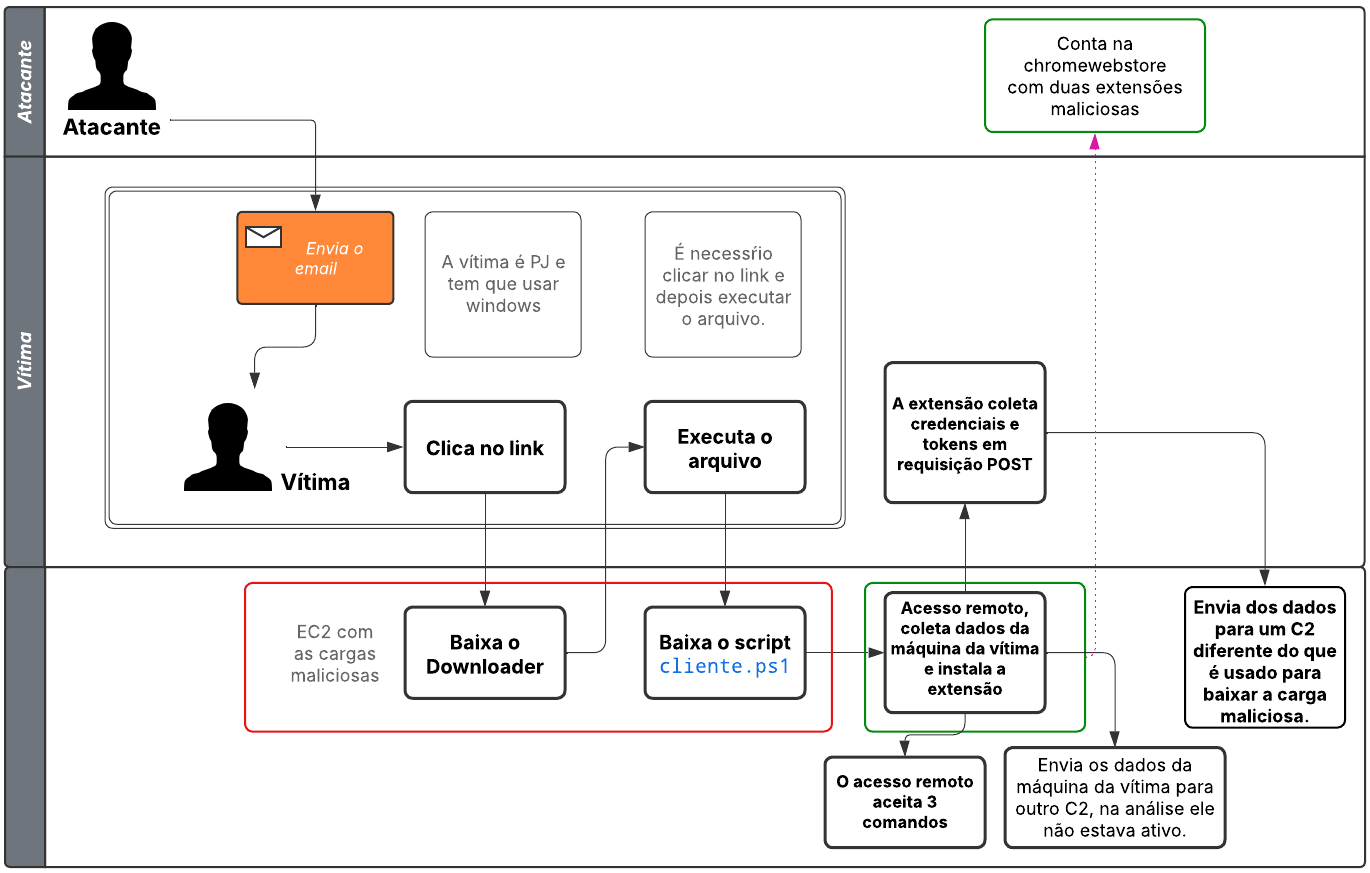 Atacante
Atacante
Conta na
chromewebstore
com duas extensões
maliciosas
Vítima
Envia o
email
A vítima é PJ e
tem que usar
windows
É necessŕio
clicar no link e
depois executar
o arquivo.
Vítima
Clica no link
Executa o
arquivo
A extensão coleta
credenciais e
tokens em
requisição POST
EC2 com
as cargas
maliciosas
Baixa o
Downloader
Baixa o script
cliente.ps1
Acesso remoto,
coleta dados da
máquina da vítima
e instala a
extensão
Envia dos dados
para um C2
diferente do que
é usado para
baixar a carga
maliciosa.
O acesso remoto
aceita 3
comandos
Envia os dados da
máquina da vítima para
outro C2, na análise ele
não estava ativo.